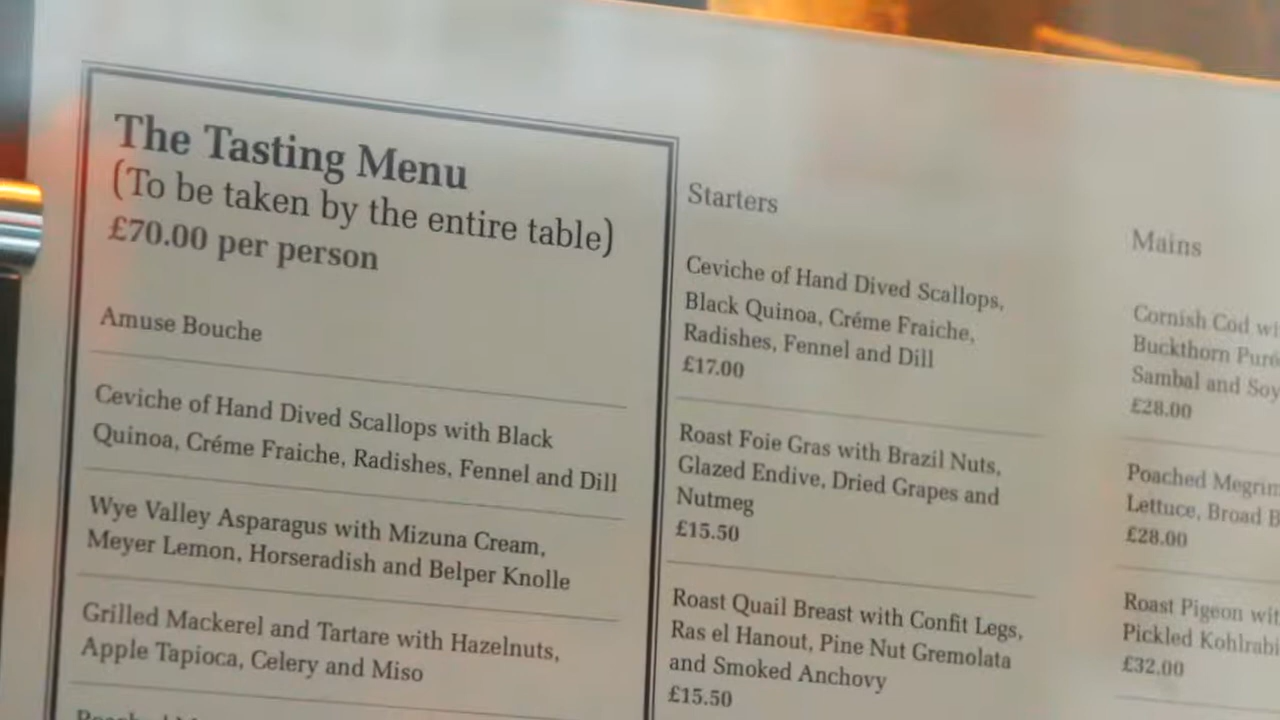 The Tasting Menu
(To be taken by the entire table)
£70.00 per person
Amuse Bouche
Ceviche of Hand Dived Scallops with Black
Quinoa, Créme Fraiche, Radishes, Fennel and Dill
Wye Valley Asparagus with Mizuna Cream,
Meyer Lemon, Horseradish and Belper Knolle
Grilled Mackerel and Tartare with Hazelnuts,
Apple Tapioca, Celery and Miso
Starters
Ceviche of Hand Dived Scallops,
Black Quinoa, Créme Fraiche,
Radishes, Fennel and Dill
£17.00
Roast Foie Gras with Brazil Nuts,
Glazed Endive, Dried Grapes and
Nutmeg
£15.50
Roast Quail Breast with Confit Legs,
Ras el Hanout, Pine Nut Gremolata
and Smoked Anchovy
£15.50
Mains
Cornish Cod
Buckthorn
Sambal and Soy
£28.00
Poached Megrim
Lettuce, Broad
£28.00
Roast Pigeon
Pickled Kohlrabi
£32.00